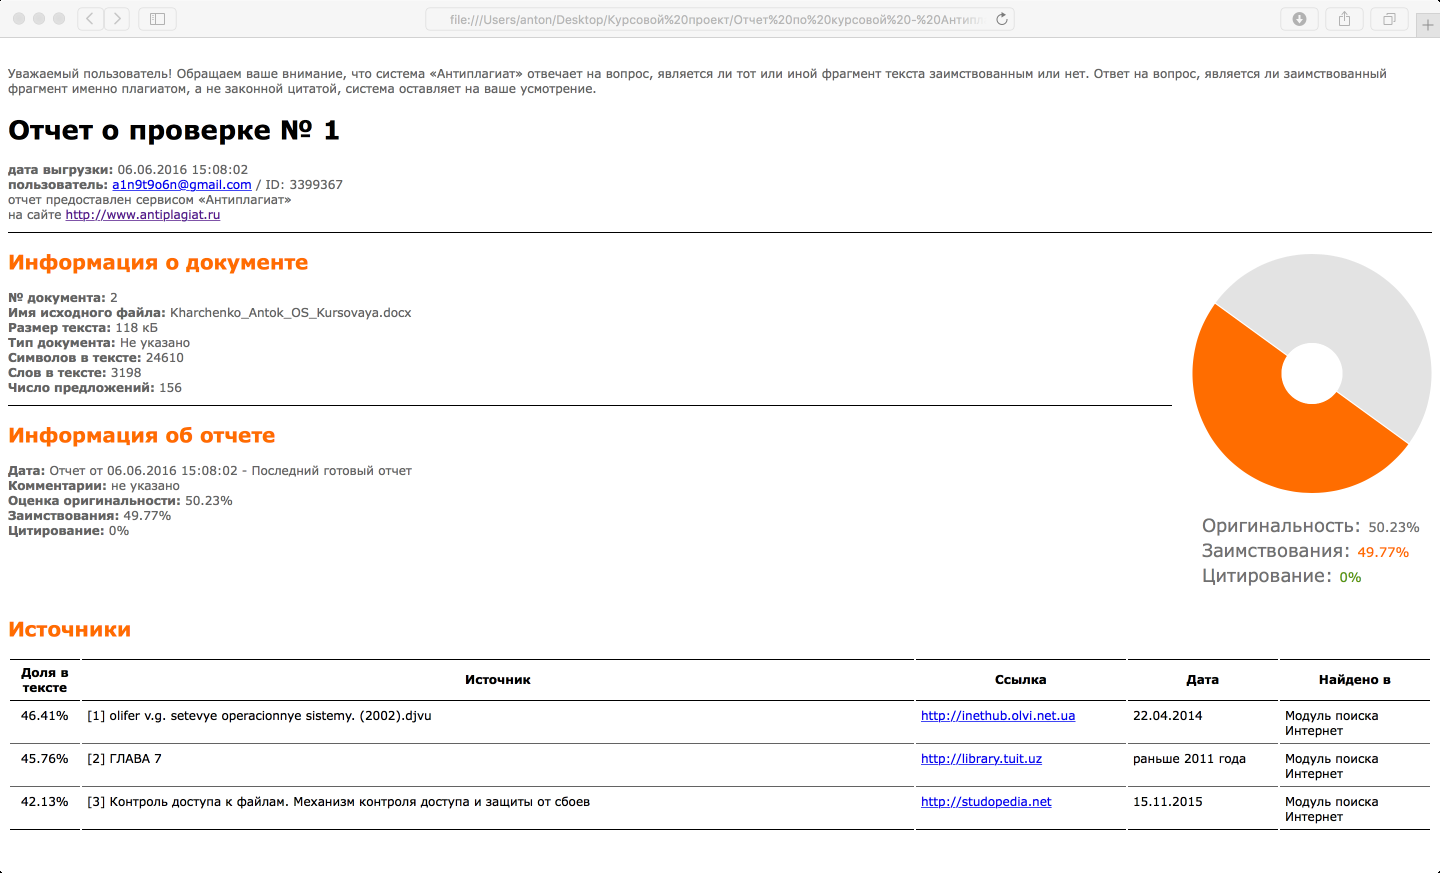 file:///Users/anton/Desktop/Курсовой%20проект/Отчет%20по%20курсовой%20-%20Антипл
Уважаемый пользователь! Обращаем ваше внимание, что система «Антиплагиат» отвечает на вопрос, является ли тот или иной фрагмент текста заимствованным или нет. Ответ на вопрос, является ли заимствованный
фрагмент именно плагиатом, а не законной цитатой, система оставляет на ваше усмотрение.
Отчет о проверке № 1
дата выгрузки: 06.06.2016 15:08:02
пользователь: a1n9t9o6n@gmail.com / ID: 3399367
отчет предоставлен сервисом «Антиплагиат»
на сайте http://www.antiplagiat.ru
Информация о документе
№ документа: 2
Имя исходного файла: Kharchenko_Antok_OS_Kursovaya.docx
Размер текста: 118 кБ
Тип документа: Не указано
Символов в тексте: 24610
Слов в тексте: 3198
Число предложений: 156
Информация об отчете
Дата: Отчет от 06.06.2016 15:08:02 - Последний готовый отчет
Комментарии: не указано
Оценка оригинальности: 50.23%
Заимствования: 49.77%
Цитирование: 0%
Оригинальность: 50.23%
Заимствования: 49.77%
Цитирование: 0%
Источники
Доля в тексте Источник Ссылка Дата Найдено в
46.41% [1] olifer v.g. setevye operacionnye sistemy. (2002).djvu http://inethub.olvi.net.ua 22.04.2014 Модуль поиска Интернет
45.76% [2] ГЛАВА 7 http://library.tuit.uz раньше 2011 года Модуль поиска Интернет
42.13% [3] Контроль доступа к файлам. Механизм контроля доступа и защиты от сбоев http://studopedia.net 15.11.2015 Модуль поиска Интернет